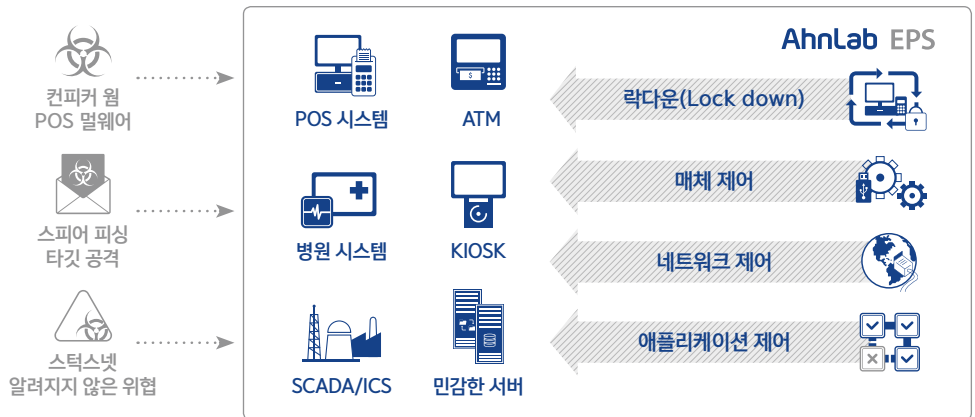 컨피커 웜
POS 멀웨어
스피어 피싱
타깃 공격
스턱스넷
알려지지 않은 위협
AhnLab EPS
POS 시스템
ATM
병원 시스템
KIOSK
SCADA/ICS
민감한 서버
락다운(Lock down)
매체 제어
네트워크 제어
애플리케이션 제어
$